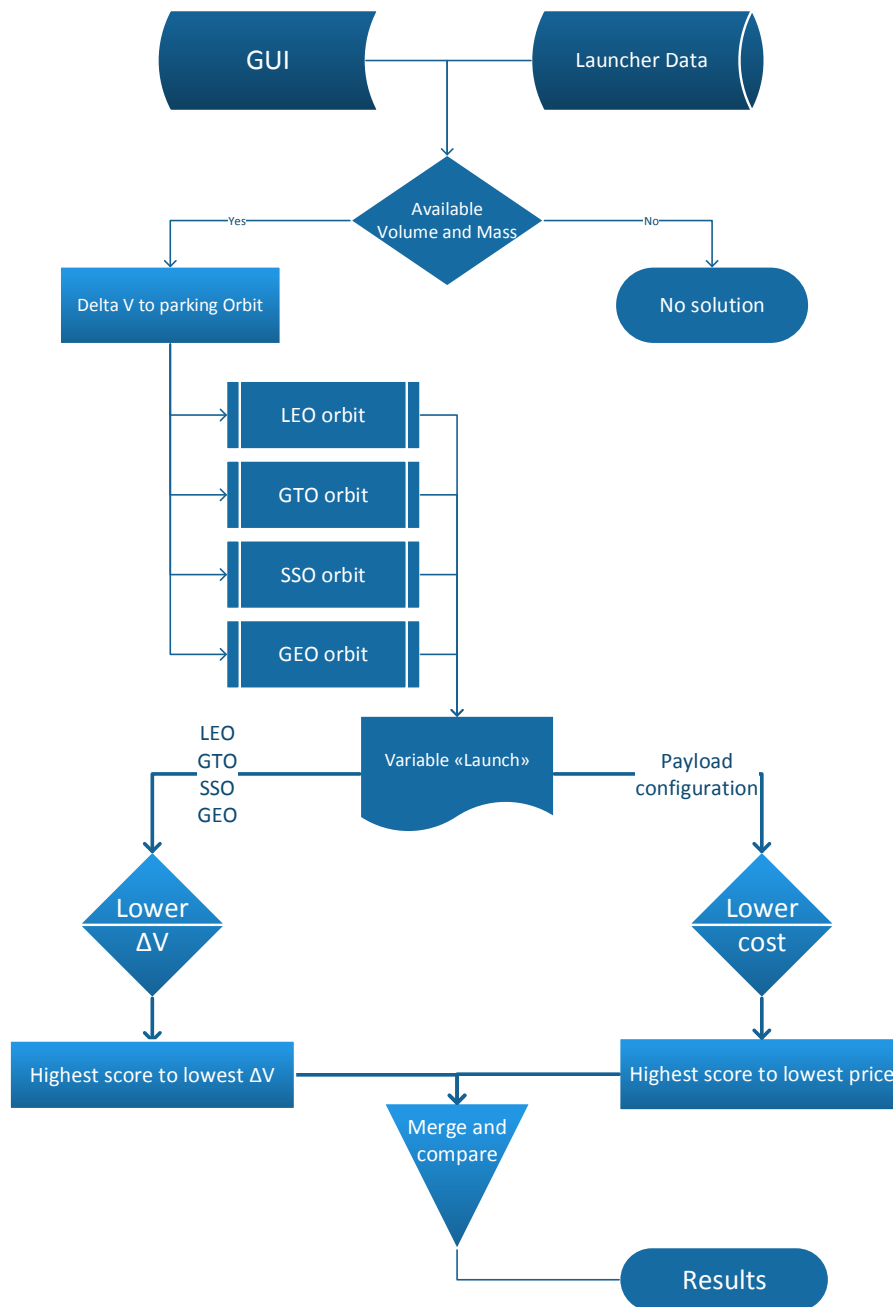 GUI
Launcher Data
Available
Volume and Mass
Yes
No
Delta V to parking Orbit
No solution
LEO orbit
GTO orbit
SSO orbit
GEO orbit
LEO
GTO
SSO
GEO
Variable «Launch»
Payload
configuration
Lower
ΔV
Lower
cost
Highest score to lowest ΔV
Highest score to lowest price
Merge and
compare
Results